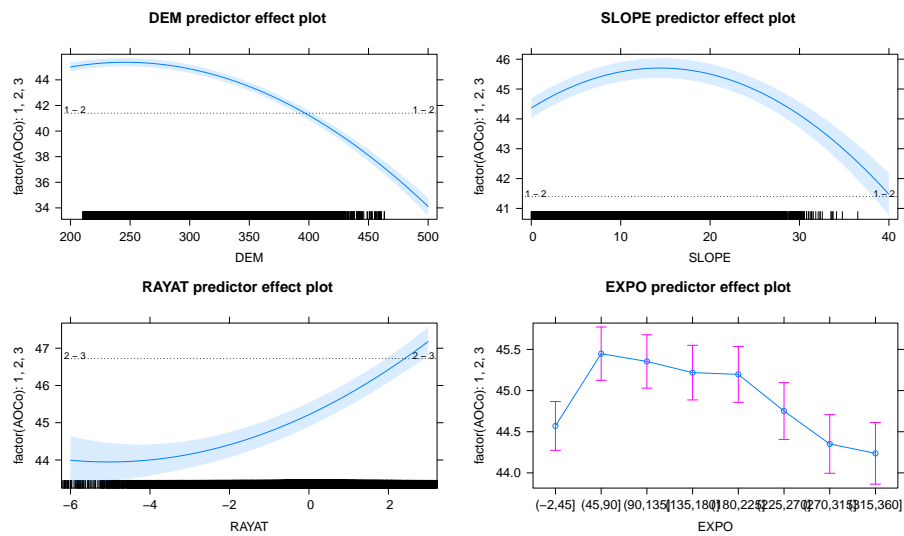 DEM predictor effect plot
factor(AOCo): 1, 2, 3
44
42
40
38
36
34
1 − 2
1 − 2
200 250 300 350 400 450 500
DEM
SLOPE predictor effect plot
factor(AOCo): 1, 2, 3
46
45
44
43
42
41
1 − 2
1 − 2
0 10 20 30 40
SLOPE
RAYAT predictor effect plot
factor(AOCo): 1, 2, 3
47
46
45
44
2 − 3
2 − 3
−6 −4 −2 0 2
RAYAT
EXPO predictor effect plot
factor(AOCo): 1, 2, 3
45.5
45.0
44.5
44.0
(−2,45] (45,90] (90,135] (135,180] (180,225] (225,270] (270,315] (315,360]
EXPO